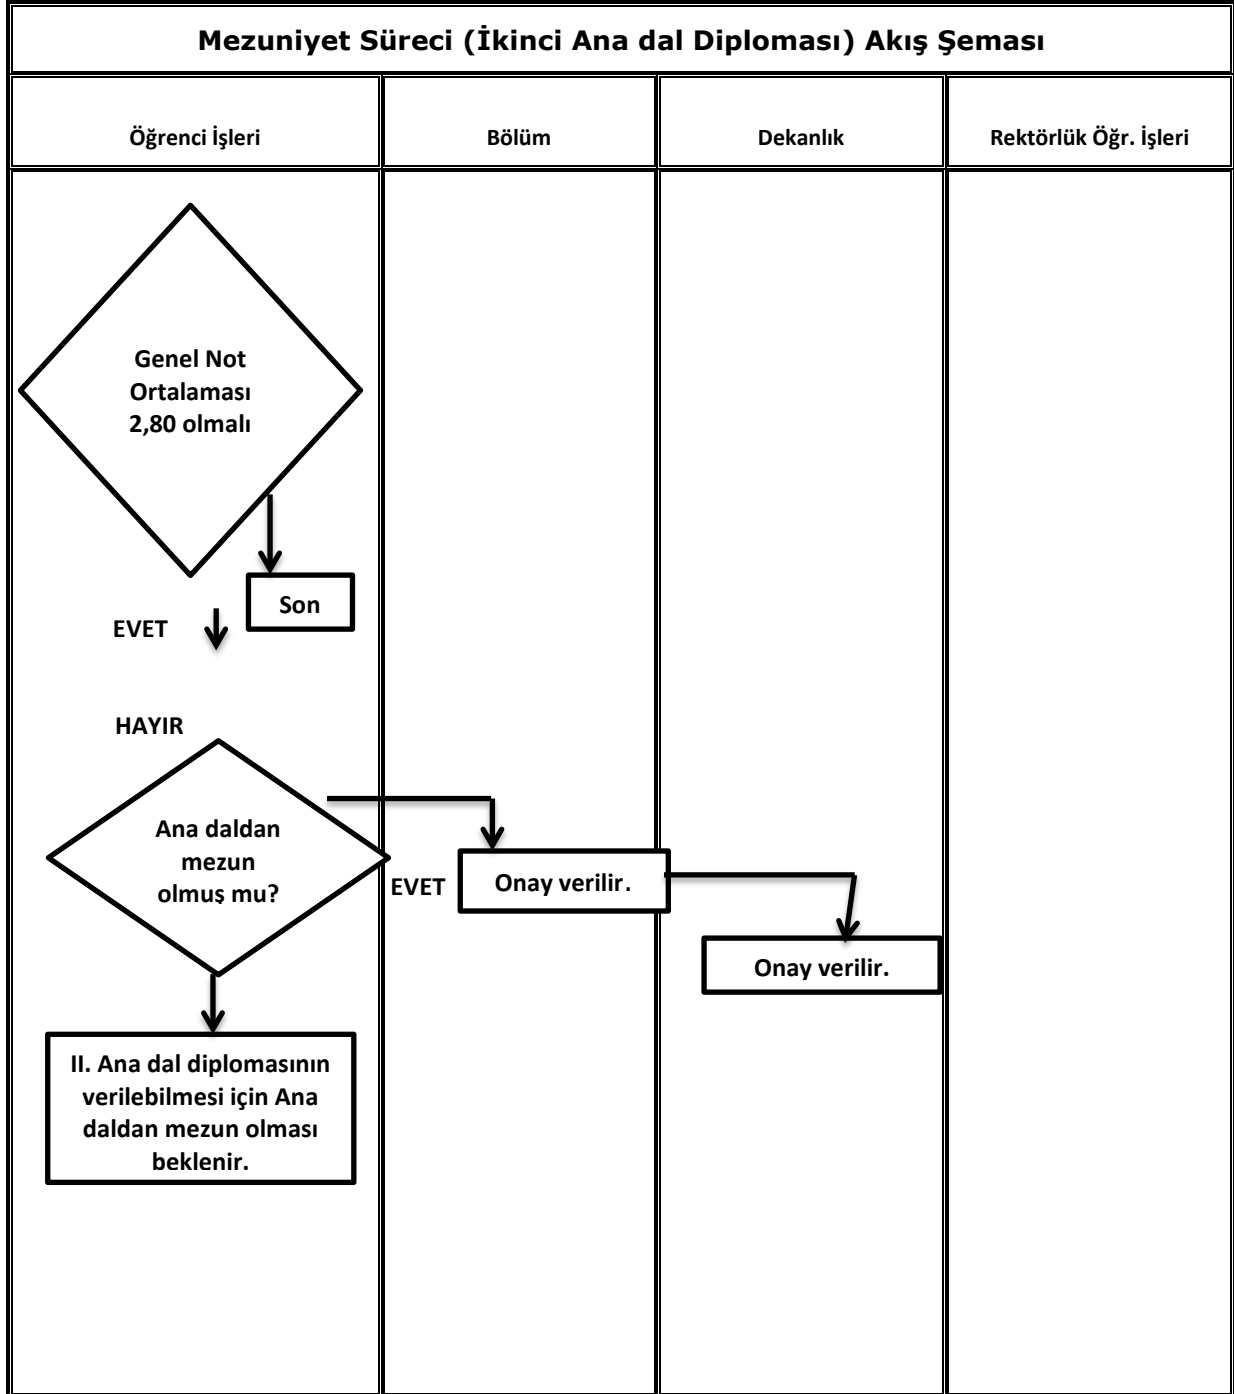 Mezuniyet Süreci (İkinci Ana dal Diploması) Akış Şeması
Öğrenci İşleri
Bölüm
Dekanlık
Rektörlük Öğr. İşleri
Genel Not
Ortalaması
2,80 olmalı
Son
EVET
HAYIR
Ana daldan
mezun
olmuş mu?
EVET
Onay verilir.
Onay verilir.
II. Ana dal diplomasının
verilebilmesi için Ana
daldan mezun olması
beklenir.